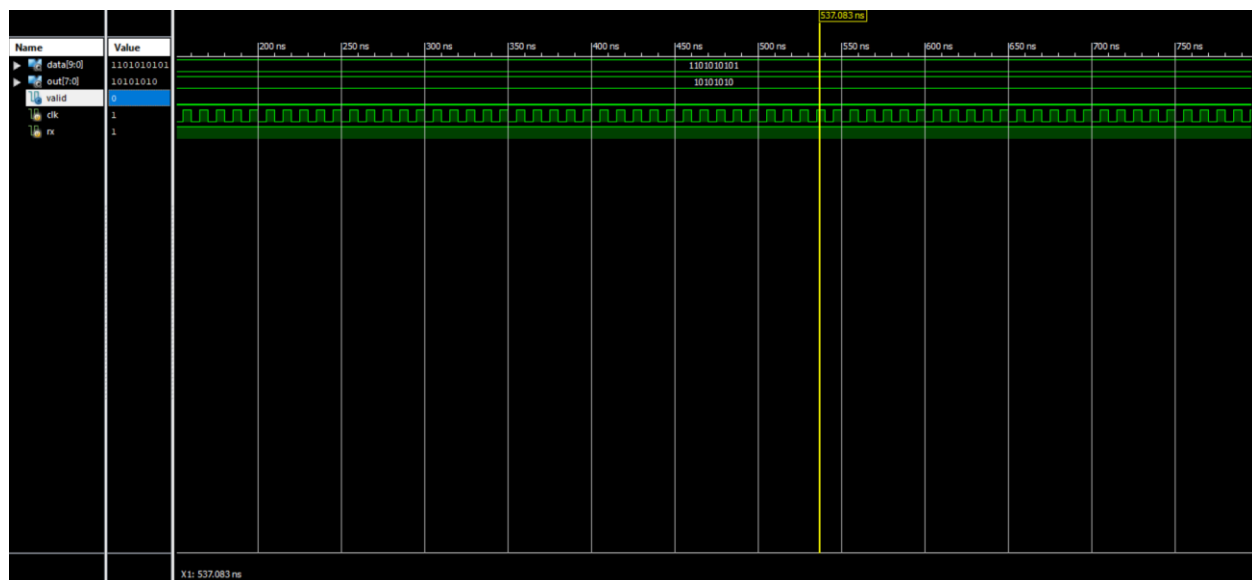 537.083 ns
Name Value 200 ns 250 ns 300 ns 350 ns 400 ns 450 ns 500 ns 550 ns 600 ns 650 ns 700 ns 750 ns
data[9:0] 1101010101 1101010101
out[7:0] 10101010 10101010
valid 0
clk 1
rx 1
X1: 537.083 ns